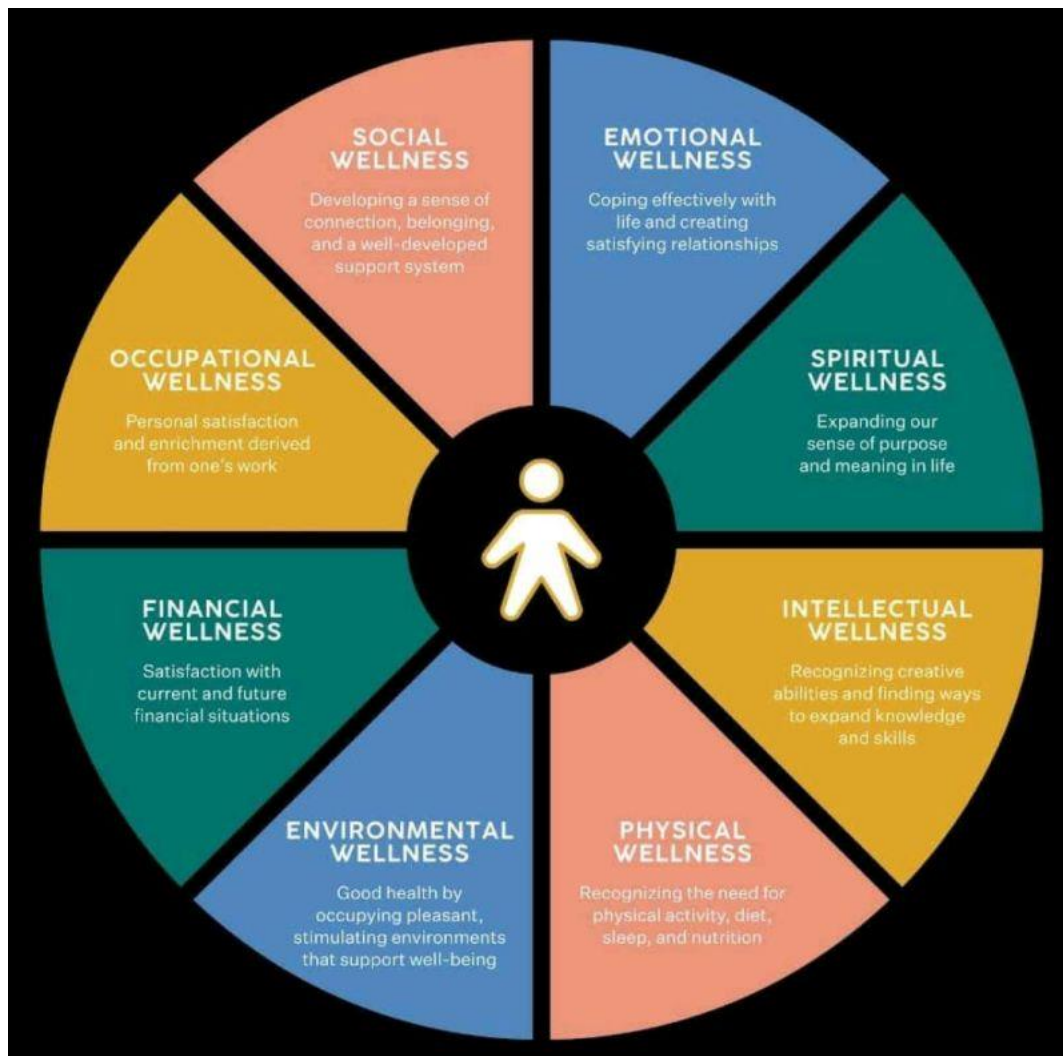 SOCIAL
WELLNESS
Developing a sense of
connection, belonging,
and a well-developed
support system
EMOTIONAL
WELLNESS
Coping effectively with
life and creating
satisfying relationships
SPIRITUAL
WELLNESS
Expanding our
sense of purpose
and meaning in life
INTELLECTUAL
WELLNESS
Recognizing creative
abilities and finding ways
to expand knowledge
and skills
PHYSICAL
WELLNESS
Recognizing the need for
physical activity, diet,
sleep, and nutrition
ENVIRONMENTAL
WELLNESS
Good health by
occupying pleasant,
stimulating environments
that support well-being
FINANCIAL
WELLNESS
Satisfaction with
current and future
financial situations
OCCUPATIONAL
WELLNESS
Personal satisfaction
and enrichment derived
from one's work